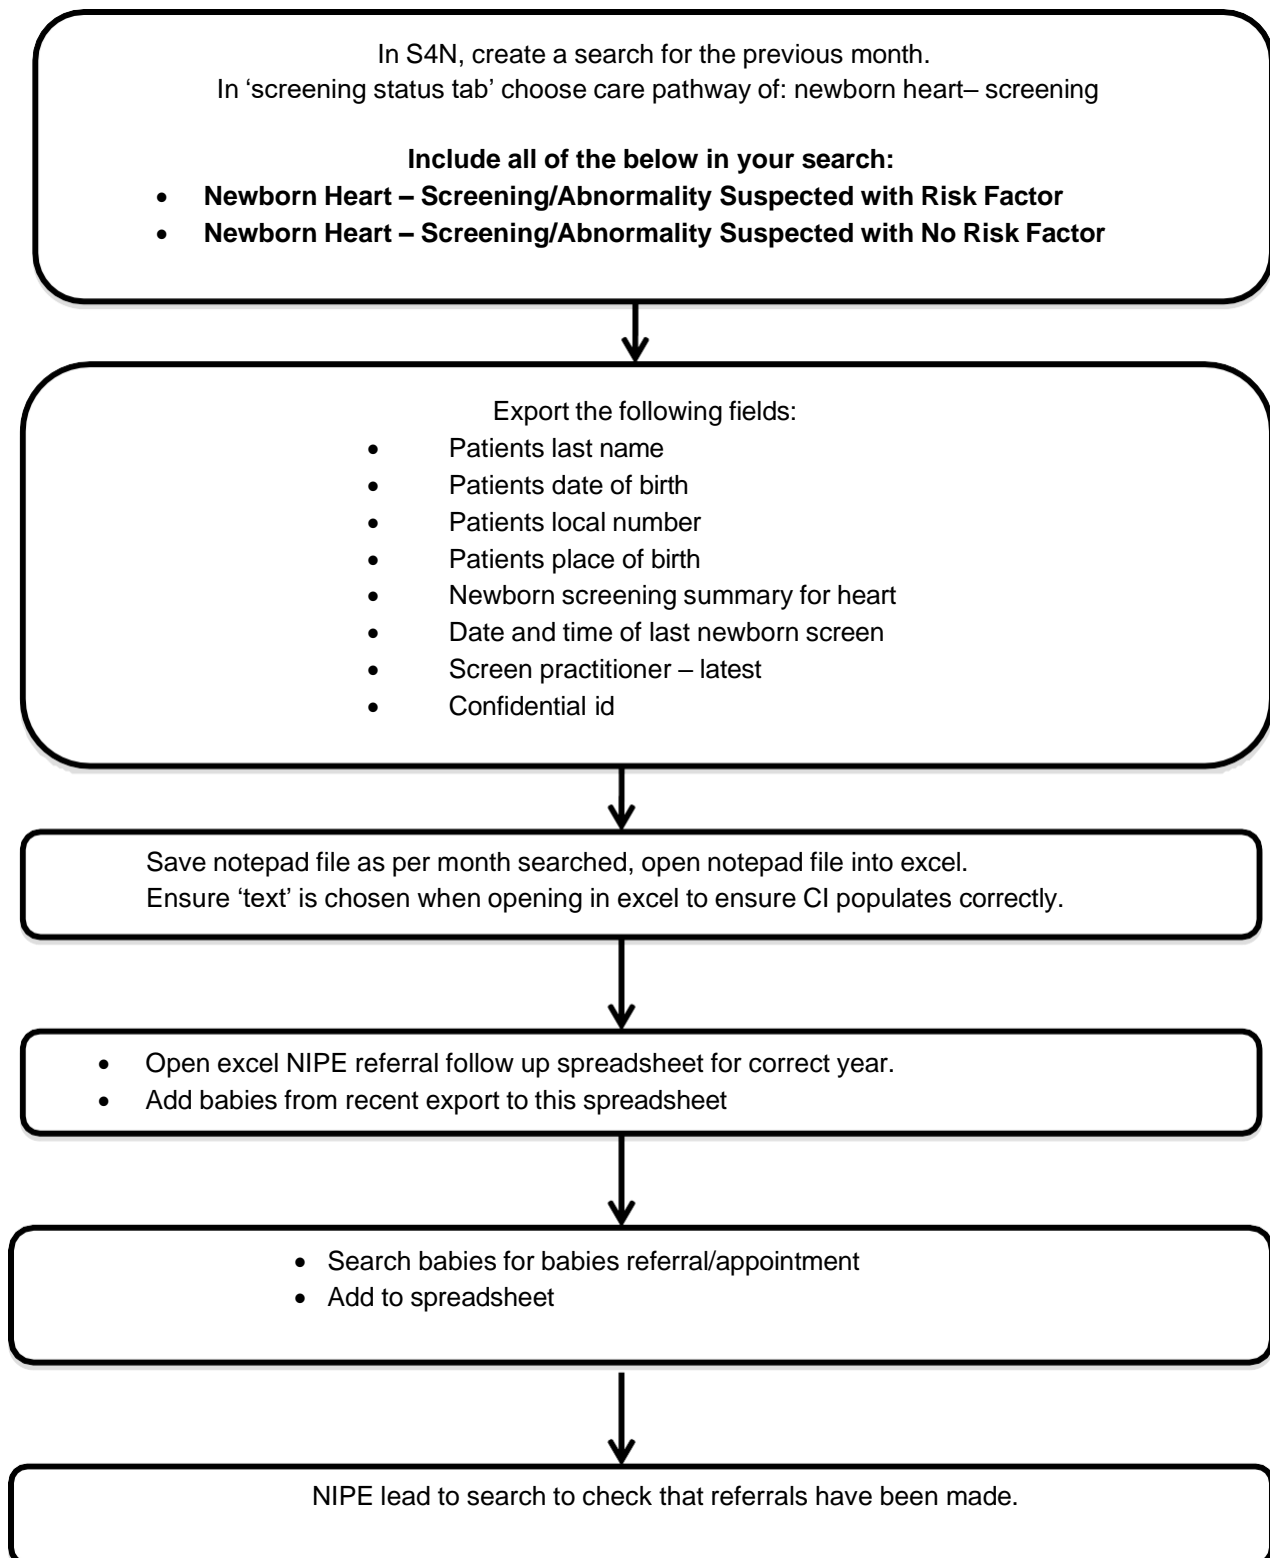 In S4N, create a search for the previous month.
In ‘screening status tab’ choose care pathway of: newborn heart– screening
Include all of the below in your search:
• Newborn Heart – Screening/Abnormality Suspected with Risk Factor
• Newborn Heart – Screening/Abnormality Suspected with No Risk Factor
Export the following fields:
• Patients last name
• Patients date of birth
• Patients local number
• Patients place of birth
• Newborn screening summary for heart
• Date and time of last newborn screen
• Screen practitioner – latest
• Confidential id
Save notepad file as per month searched, open notepad file into excel.
Ensure ‘text’ is chosen when opening in excel to ensure CI populates correctly.
• Open excel NIPE referral follow up spreadsheet for correct year.
• Add babies from recent export to this spreadsheet
• Search babies for babies referral/appointment
• Add to spreadsheet
NIPE lead to search to check that referrals have been made.